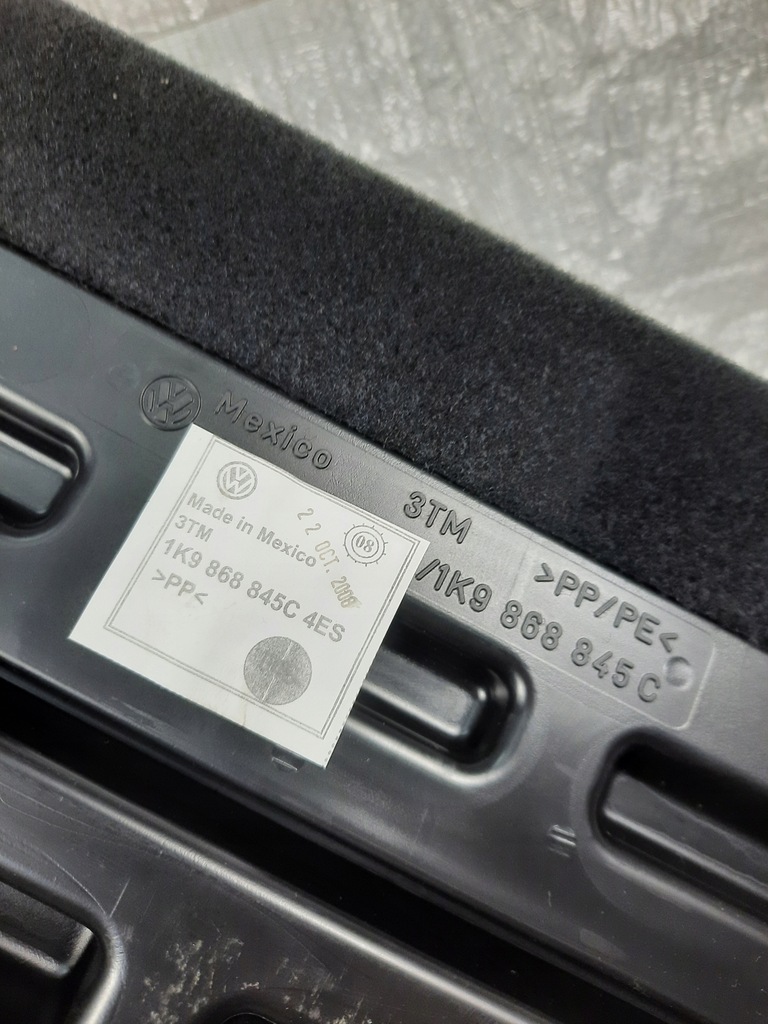 Mexico
3TM
>PP/PE<
/1K9 868 845C
Made in Mexico
3TM
1K9 868 845C 4ES
>PP<
22 OCT. 2008
08